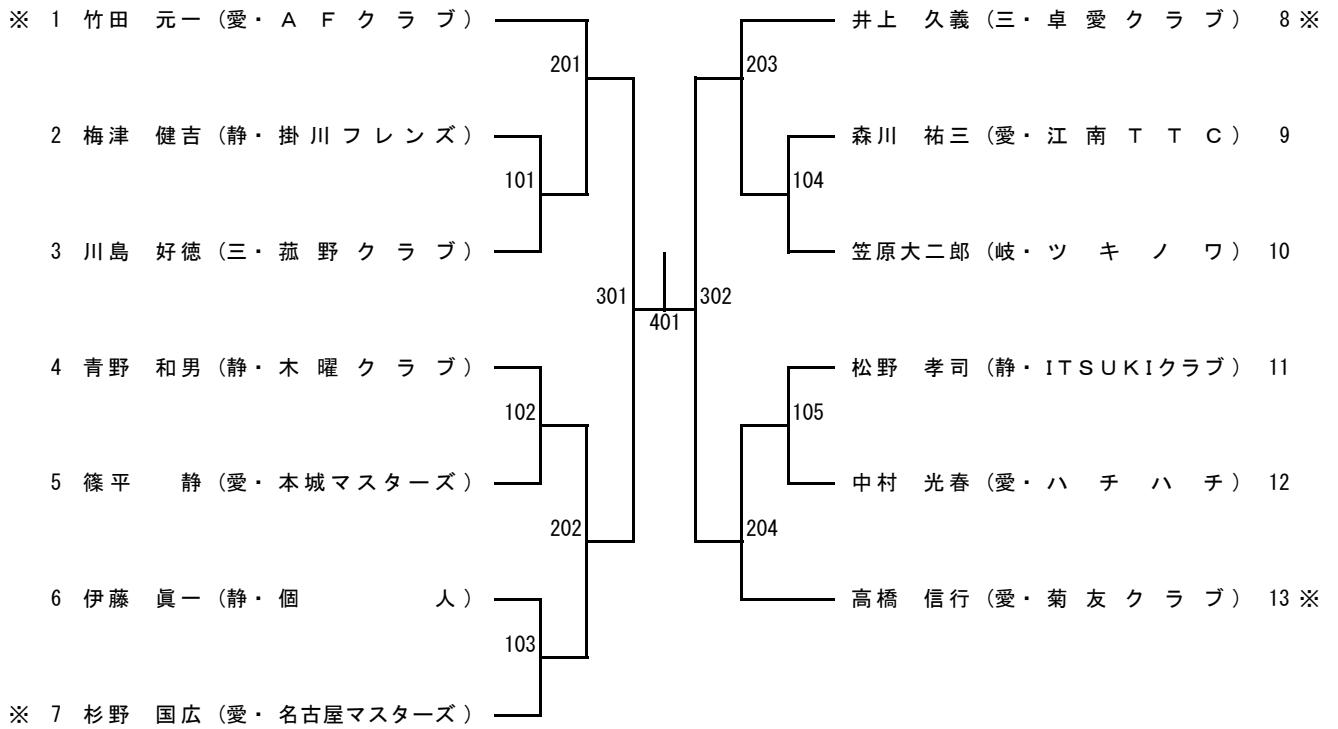 ※ 1 竹田 元一 (愛・ＡＦクラブ)
201
2 梅津 健吉 (静・掛川フレンズ)
101
3 川島 好徳 (三・菰野クラブ)
301
4 青野 和男 (静・木曜クラブ)
102
5 篠平 静 (愛・本城マスターズ)
202
6 伊藤 眞一 (静・個人)
103
※ 7 杉野 国広 (愛・名古屋マスターズ)
401
井上 久義 (三・卓愛クラブ) 8 ※
203
森川 祐三 (愛・江南ＴＴＣ) 9
104
笠原大二郎 (岐・ツキノワ) 10
302
松野 孝司 (静・ＩＴＳＵＫＩクラブ) 11
105
中村 光春 (愛・ハチハチ) 12
204
高橋 信行 (愛・菊友クラブ) 13 ※